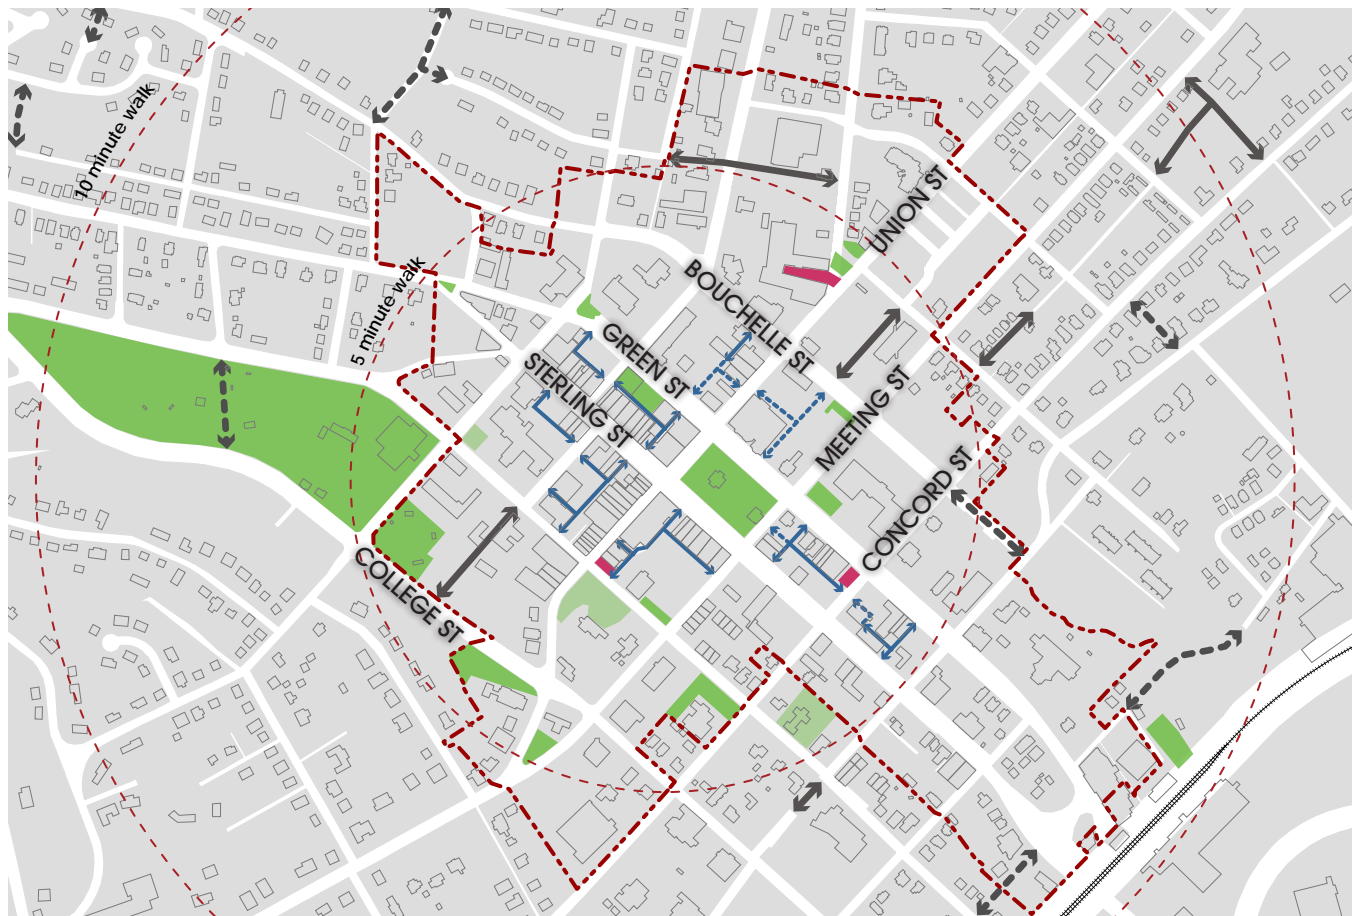 10 minute walk
UNION ST
5 minute walk
BOUCHELLE ST
GREEN ST
STERLING ST
MEETING ST
CONCORD ST
COLLEGE ST